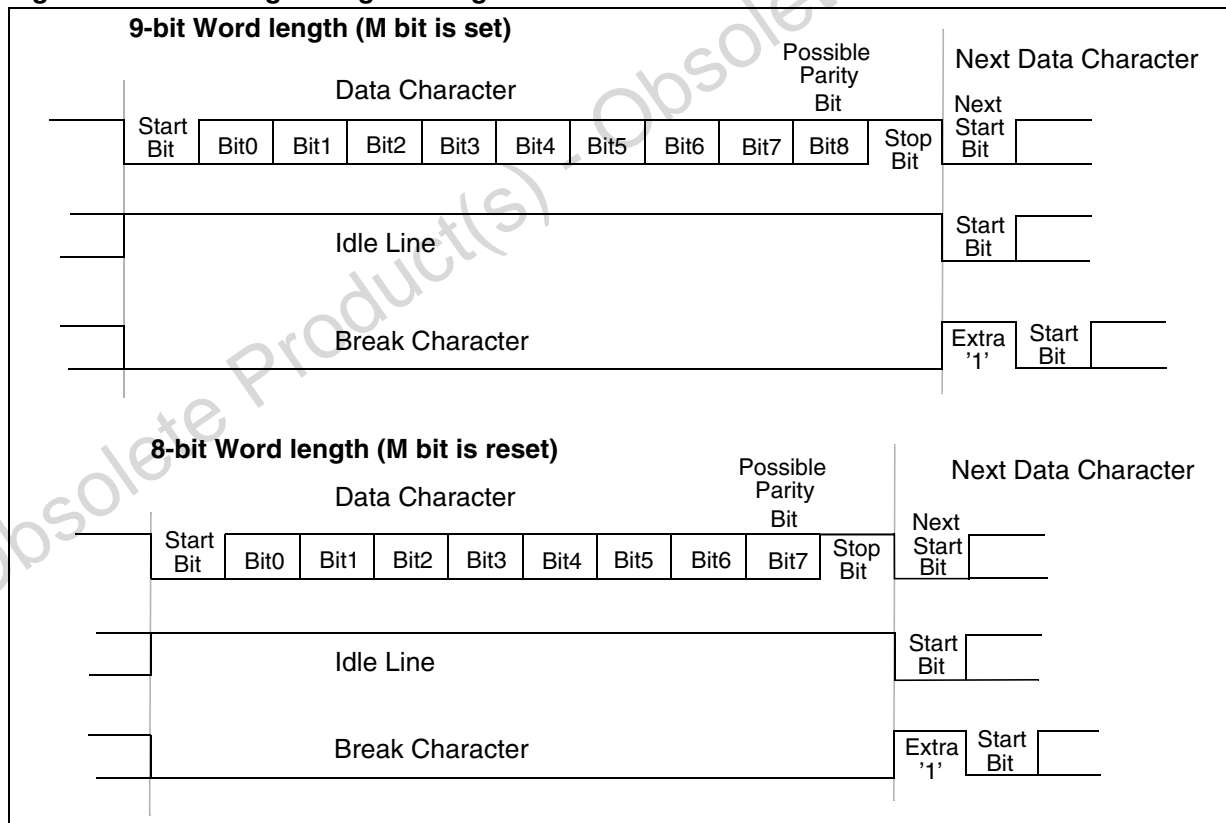 9-bit Word length (M bit is set)
Possible
Parity
Bit
Next Data Character
Data Character
Next
Start
Bit
Start
Bit
Bit0 Bit1 Bit2 Bit3 Bit4 Bit5 Bit6 Bit7 Bit8
Stop
Bit
Idle Line
Start
Bit
Break Character
Extra
'1'
Start
Bit
8-bit Word length (M bit is reset)
Possible
Parity
Bit
Next Data Character
Data Character
Next
Start
Bit
Start
Bit
Bit0 Bit1 Bit2 Bit3 Bit4 Bit5 Bit6 Bit7
Stop
Bit
Idle Line
Start
Bit
Break Character
Extra
'1'
Start
Bit
Obsolete Product(s) - Obsolete